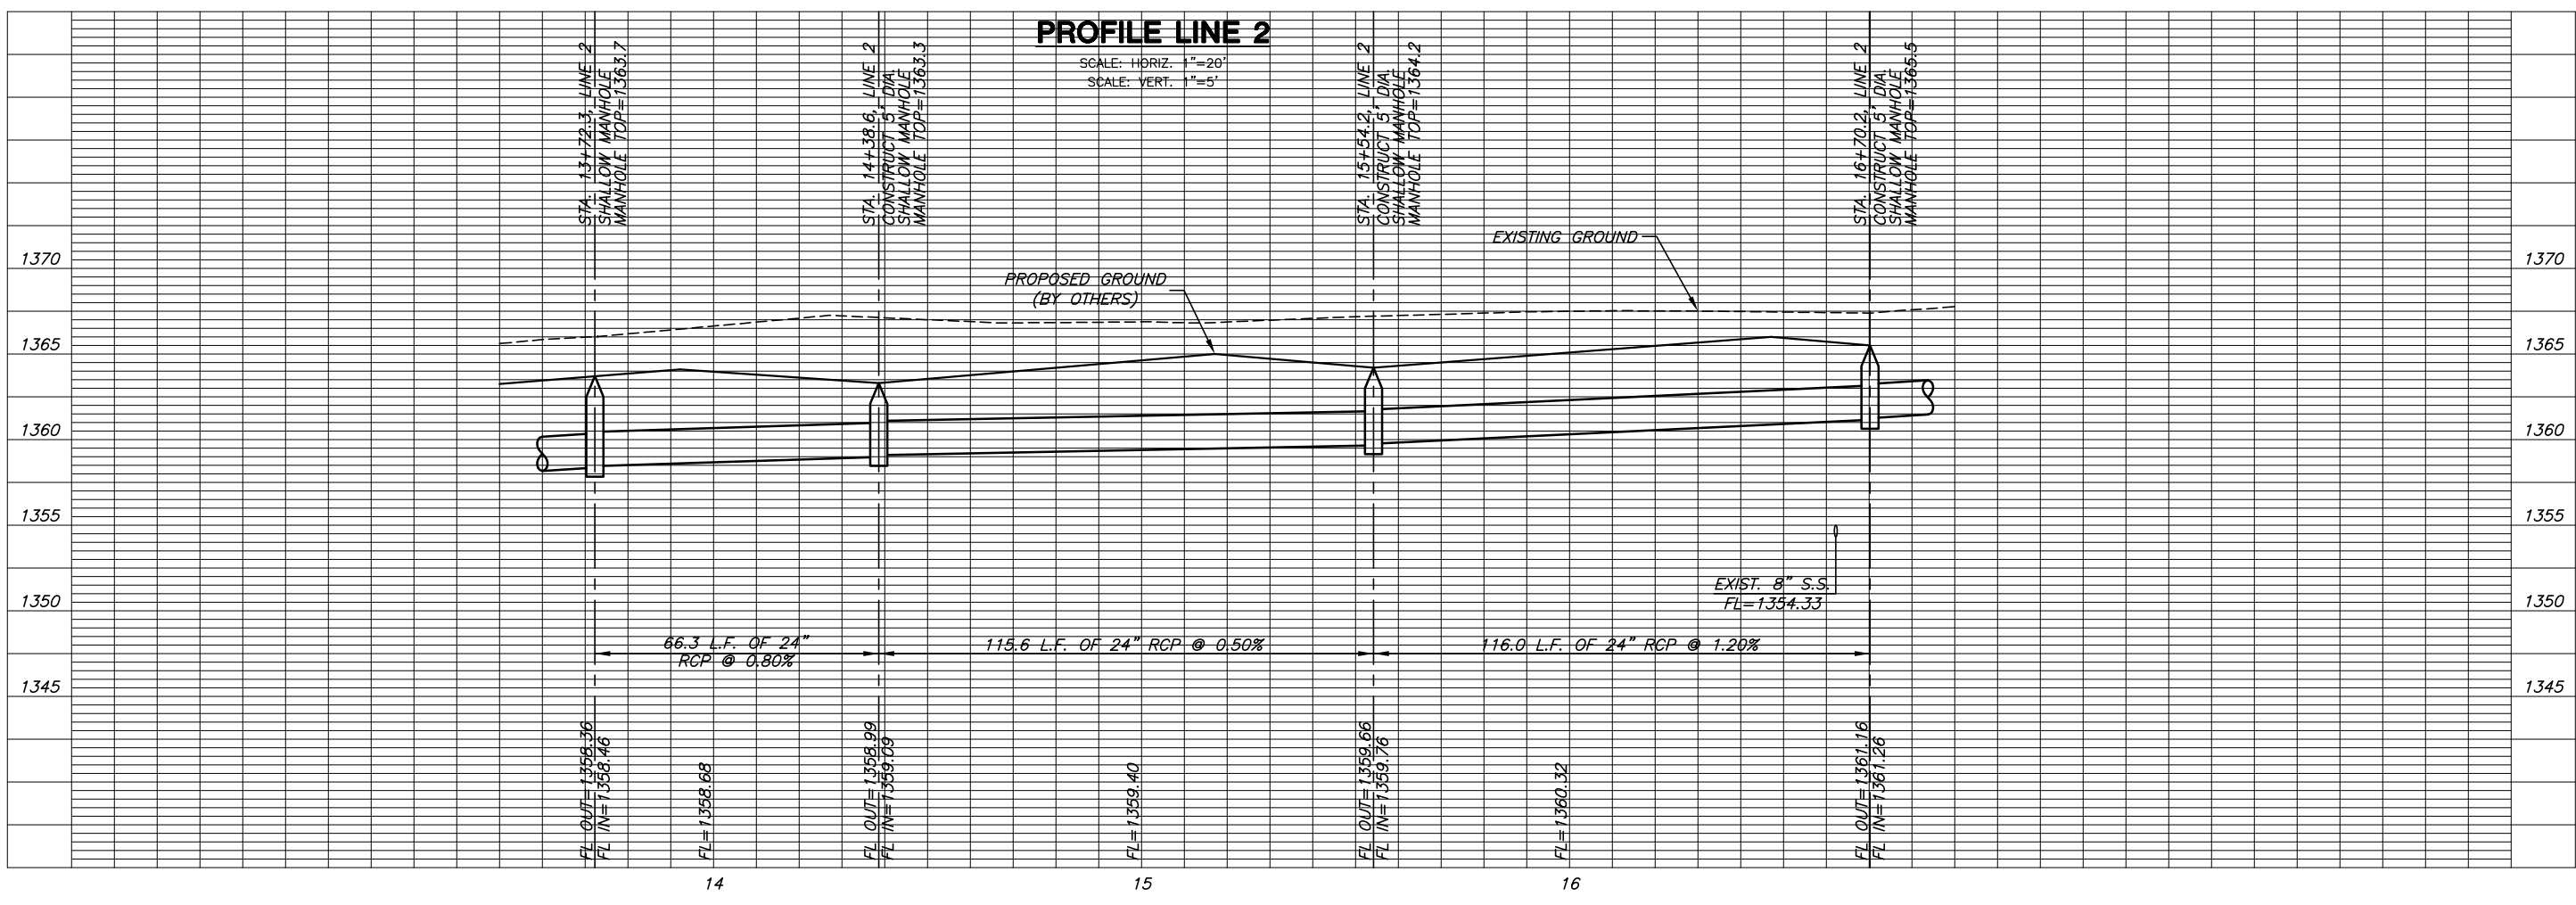 PROFILE LINE 2
SCALE: HORIZ. 1"=20'
SCALE: VERT. 1"=5'
STA. 13+72.3, LINE 2
SHALLOW MANHOLE
MANHOLE TOP=1363.7
STA. 14+38.6, LINE 2
CONSTRUCT 5' DIA.
SHALLOW MANHOLE
MANHOLE TOP=1363.3
STA. 15+54.2, LINE 2
CONSTRUCT 5' DIA.
SHALLOW MANHOLE
MANHOLE TOP=1364.2
STA. 16+70.2, LINE 2
CONSTRUCT 5' DIA.
SHALLOW MANHOLE
MANHOLE TOP=1365.5
EXISTING GROUND
PROPOSED GROUND
(BY OTHERS)
1370
1370
1365
1365
1360
1360
1355
1355
1350
1350
1345
1345
EXIST. 8" S.S.
FL=1354.33
66.3 L.F. OF 24"
RCP @ 0.80%
115.6 L.F. OF 24" RCP @ 0.50%
116.0 L.F. OF 24" RCP @ 1.20%
FL OUT=1358.36
FL IN=1358.46
FL=1358.68
FL OUT=1358.99
FL IN=1359.09
FL=1359.40
FL OUT=1359.66
FL IN=1359.76
FL=1360.32
FL OUT=1361.16
FL IN=1361.26
14
15
16